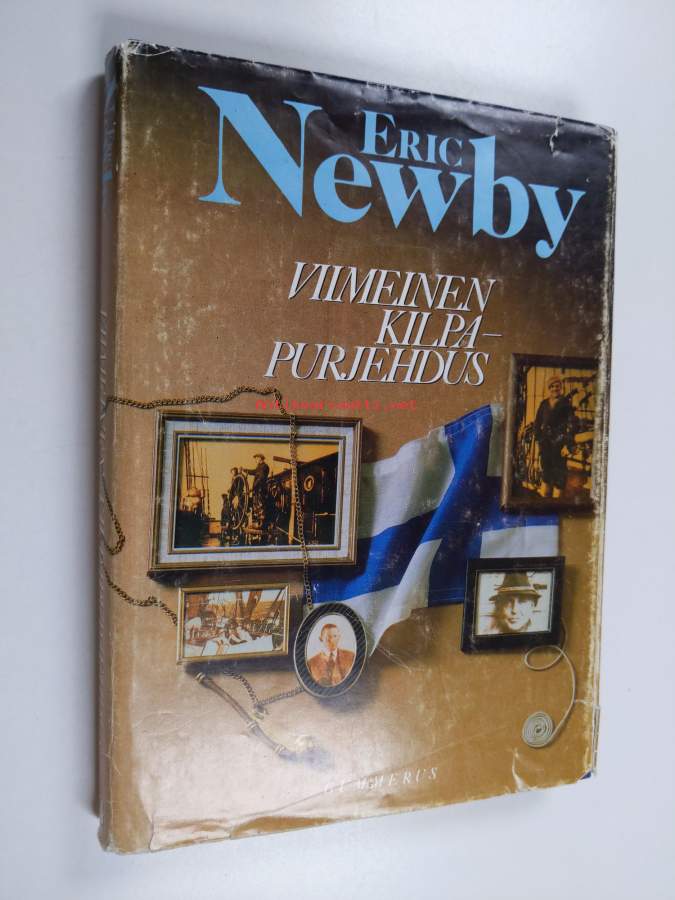 ERIC
Newby
VIIMEINEN
KILPA–
PURJEHDUS
GUMMERUS